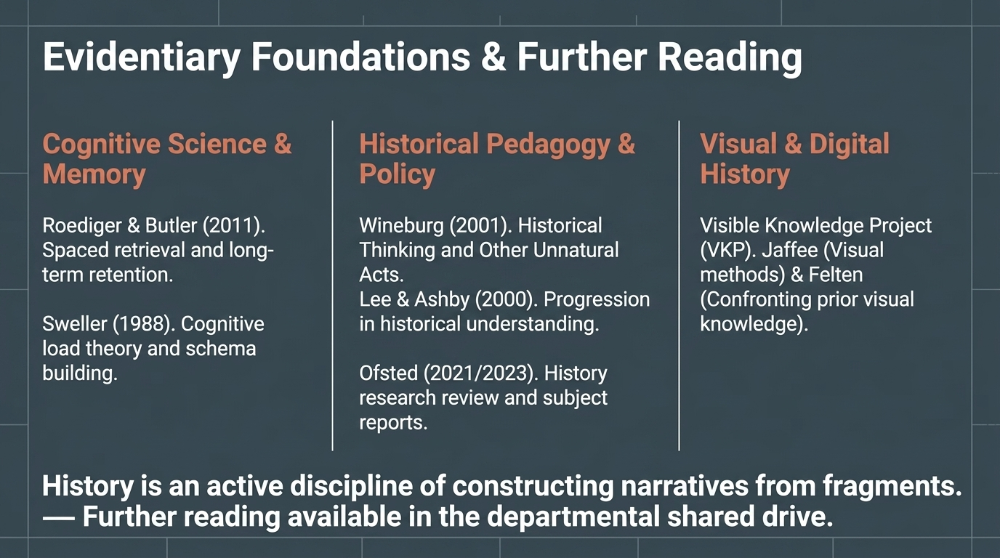 Evidentiary Foundations & Further Reading
Cognitive Science &
Memory
Roediger & Butler (2011).
Spaced retrieval and long-
term retention.
Sweller (1988). Cognitive
load theory and schema
building.
Historical Pedagogy &
Policy
Wineburg (2001). Historical
Thinking and Other Unnatural
Acts.
Lee & Ashby (2000). Progression
in historical understanding.
Ofsted (2021/2023). History
research review and subject
reports.
Visual & Digital
History
Visible Knowledge Project
(VKP). Jaffee (Visual
methods) & Felten
(Confronting prior visual
knowledge).
History is an active discipline of constructing narratives from fragments.
— Further reading available in the departmental shared drive.